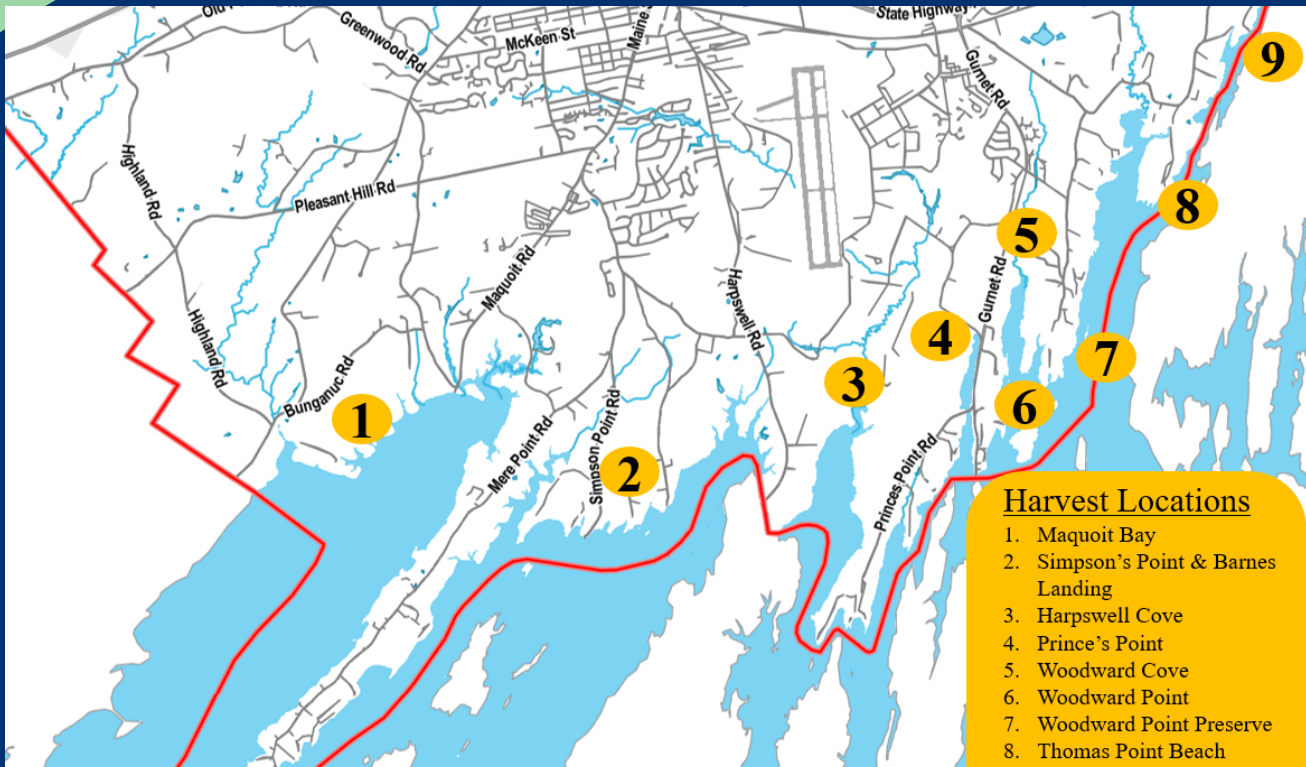 Old
Greenwood Rd
McKeen St
Maine
State Highway
Gurnet Rd
9
Highland Rd
Pleasant Hill Rd
8
5
Maquoit Rd
Gurnet Rd
Harpswell Rd
4
7
Highland Rd
Bunganuc Rd
3
1
6
Mere Point Rd
Simpson Point Rd
2
Princes Point Rd
Harvest Locations
1. Maquoit Bay
2. Simpson's Point & Barnes
Landing
3. Harpswell Cove
4. Prince's Point
5. Woodward Cove
6. Woodward Point
7. Woodward Point Preserve
8. Thomas Point Beach